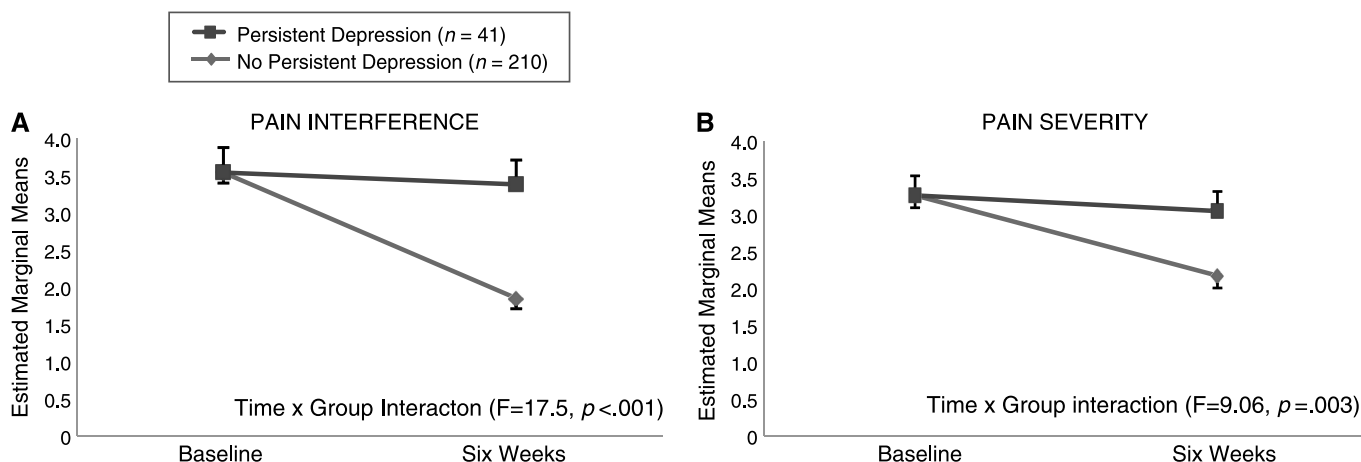 Persistent Depression (n = 41)
No Persistent Depression (n = 210)
A
PAIN INTERFERENCE
Estimated Marginal Means
4.0
3.5
3.0
2.5
2.0
1.5
1.0
0.5
0
Time x Group Interacton (F=17.5, p<.001)
Baseline
Six Weeks
B
PAIN SEVERITY
Estimated Marginal Means
4.0
3.5
3.0
2.5
2.0
1.5
1.0
0.5
0
Time x Group interaction (F=9.06, p=.003)
Baseline
Six Weeks